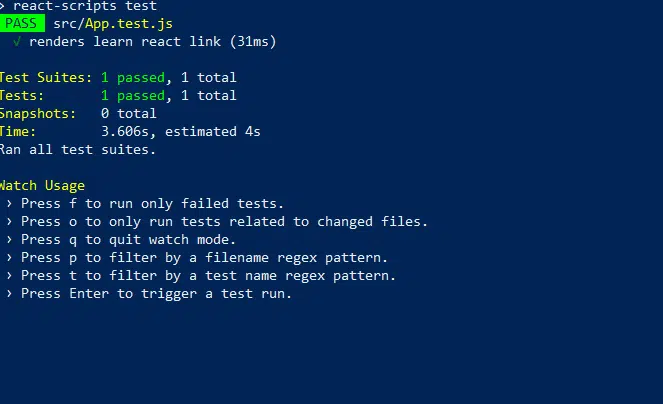 > react-scripts test
PASS src/App.test.js
√ renders learn react link (31ms)
Test Suites: 1 passed, 1 total
Tests:       1 passed, 1 total
Snapshots:   0 total
Time:        3.606s, estimated 4s
Ran all test suites.
Watch Usage
› Press f to run only failed tests.
› Press o to only run tests related to changed files.
› Press q to quit watch mode.
› Press p to filter by a filename regex pattern.
› Press t to filter by a test name regex pattern.
› Press Enter to trigger a test run.